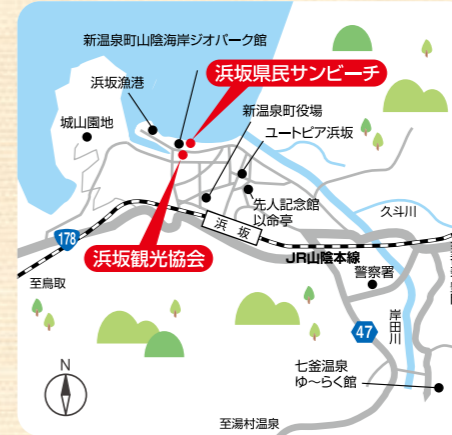 新温泉町山陰海岸ジオパーク館
浜坂県民サンビーチ
浜坂漁港
新温泉町役場
城山園地
ユートピア浜坂
先人記念館
以命亭
久斗川
浜坂
178
浜坂観光協会
JR山陰本線
至鳥取
警察署
47
岸田川
N
七釜温泉
ゆ〜らく館
至湯村温泉